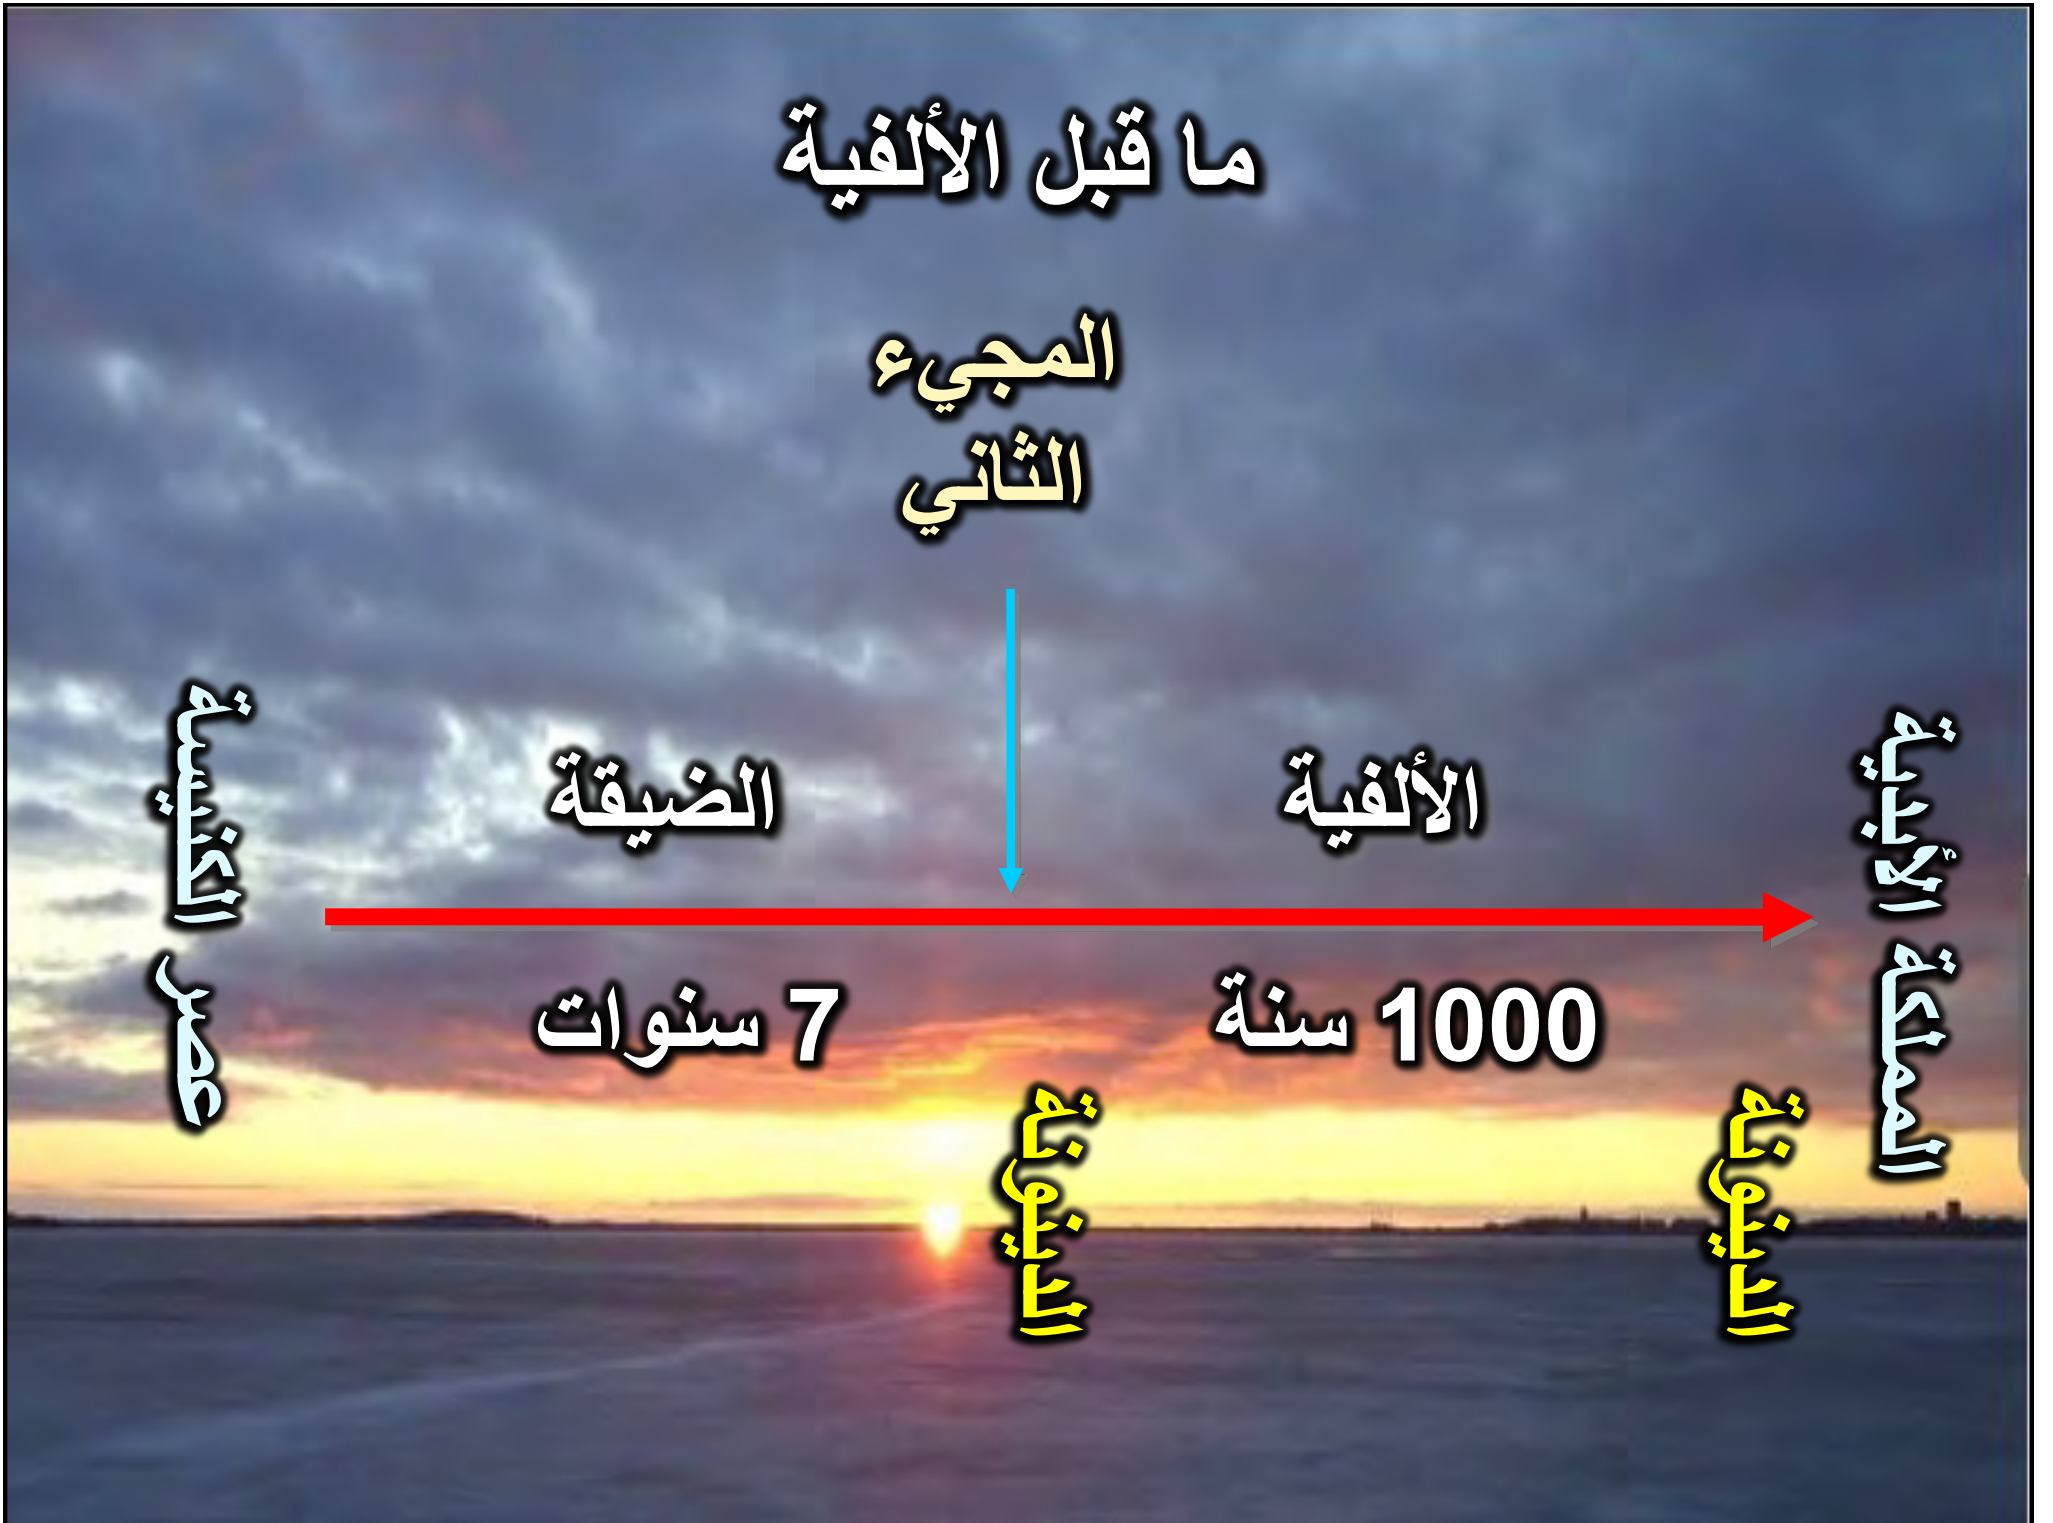 ما قبل الألفية
المجيء
الثاني
عصر الكنيسة
الضيقة
الألفية
المملكة الأبدية
7 سنوات
1000 سنة
الدينونة
الدينونة